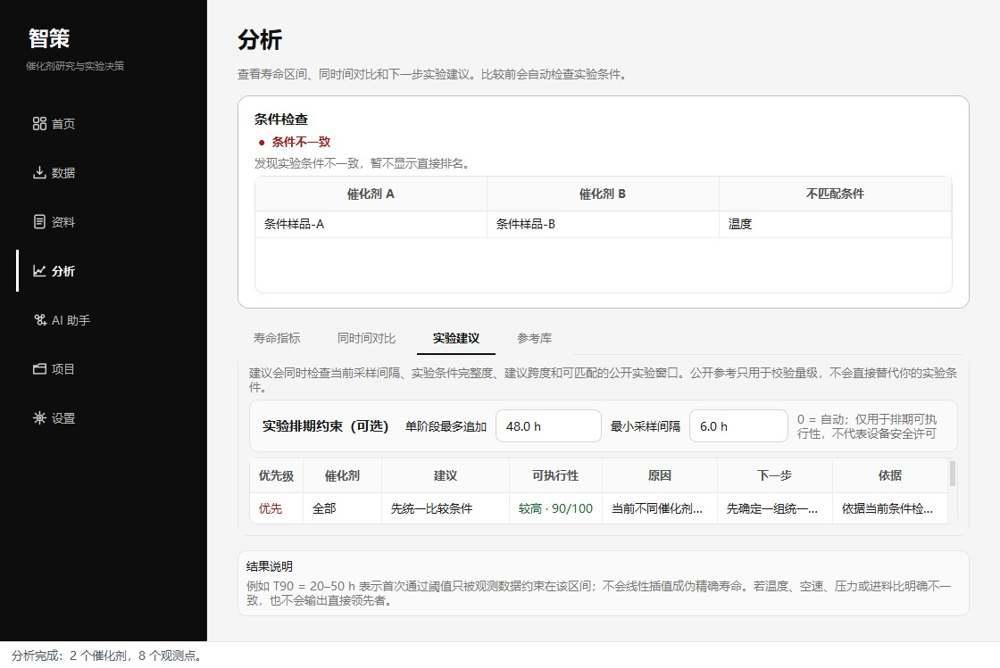 智策
催化剂研究与实验决策
首页
数据
资料
分析
AI 助手
项目
设置
分析
查看寿命区间、同时间对比和下一步实验建议。比较前会自动检查实验条件。
条件检查
● 条件不一致
发现实验条件不一致，暂不显示直接排名。
催化剂 A 催化剂 B 不匹配条件
条件样品-A 条件样品-B 温度
寿命指标 同时间对比 实验建议 参考库
建议会同时检查当前采样间隔、实验条件完整度、建议跨度和可匹配的公开实验窗口。公开参考只用于校验量级，不会直接替代你的实验条
件。
实验排期约束（可选） 单阶段最多追加 48.0 h 最小采样间隔 6.0 h 0 = 自动；仅用于排期可执
行性，不代表设备安全许可
优先级 催化剂 建议 可执行性 原因 下一步 依据
优先 全部 先统一比较条件 较高 · 90/100 当前不同催化剂... 先确定一组统一... 依据当前条件检...
结果说明
例如 T90 = 20–50 h 表示首次通过阈值只被观测数据约束在该区间；不会线性插值成伪精确寿命。若温度、空速、压力或进料比明确不一
致，也不会输出直接领先者。
分析完成：2 个催化剂，8 个观测点。